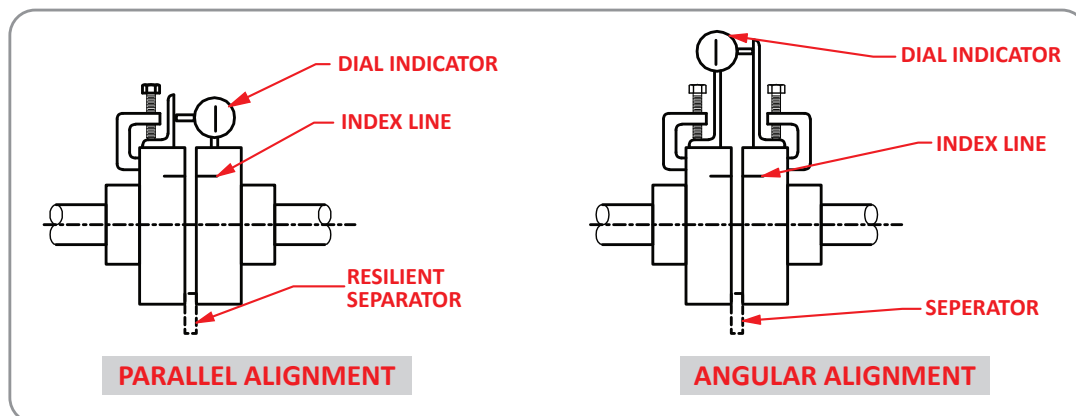 DIAL INDICATOR
INDEX LINE
RESILIENT
SEPARATOR
PARALLEL ALIGNMENT
DIAL INDICATOR
INDEX LINE
SEPERATOR
ANGULAR ALIGNMENT